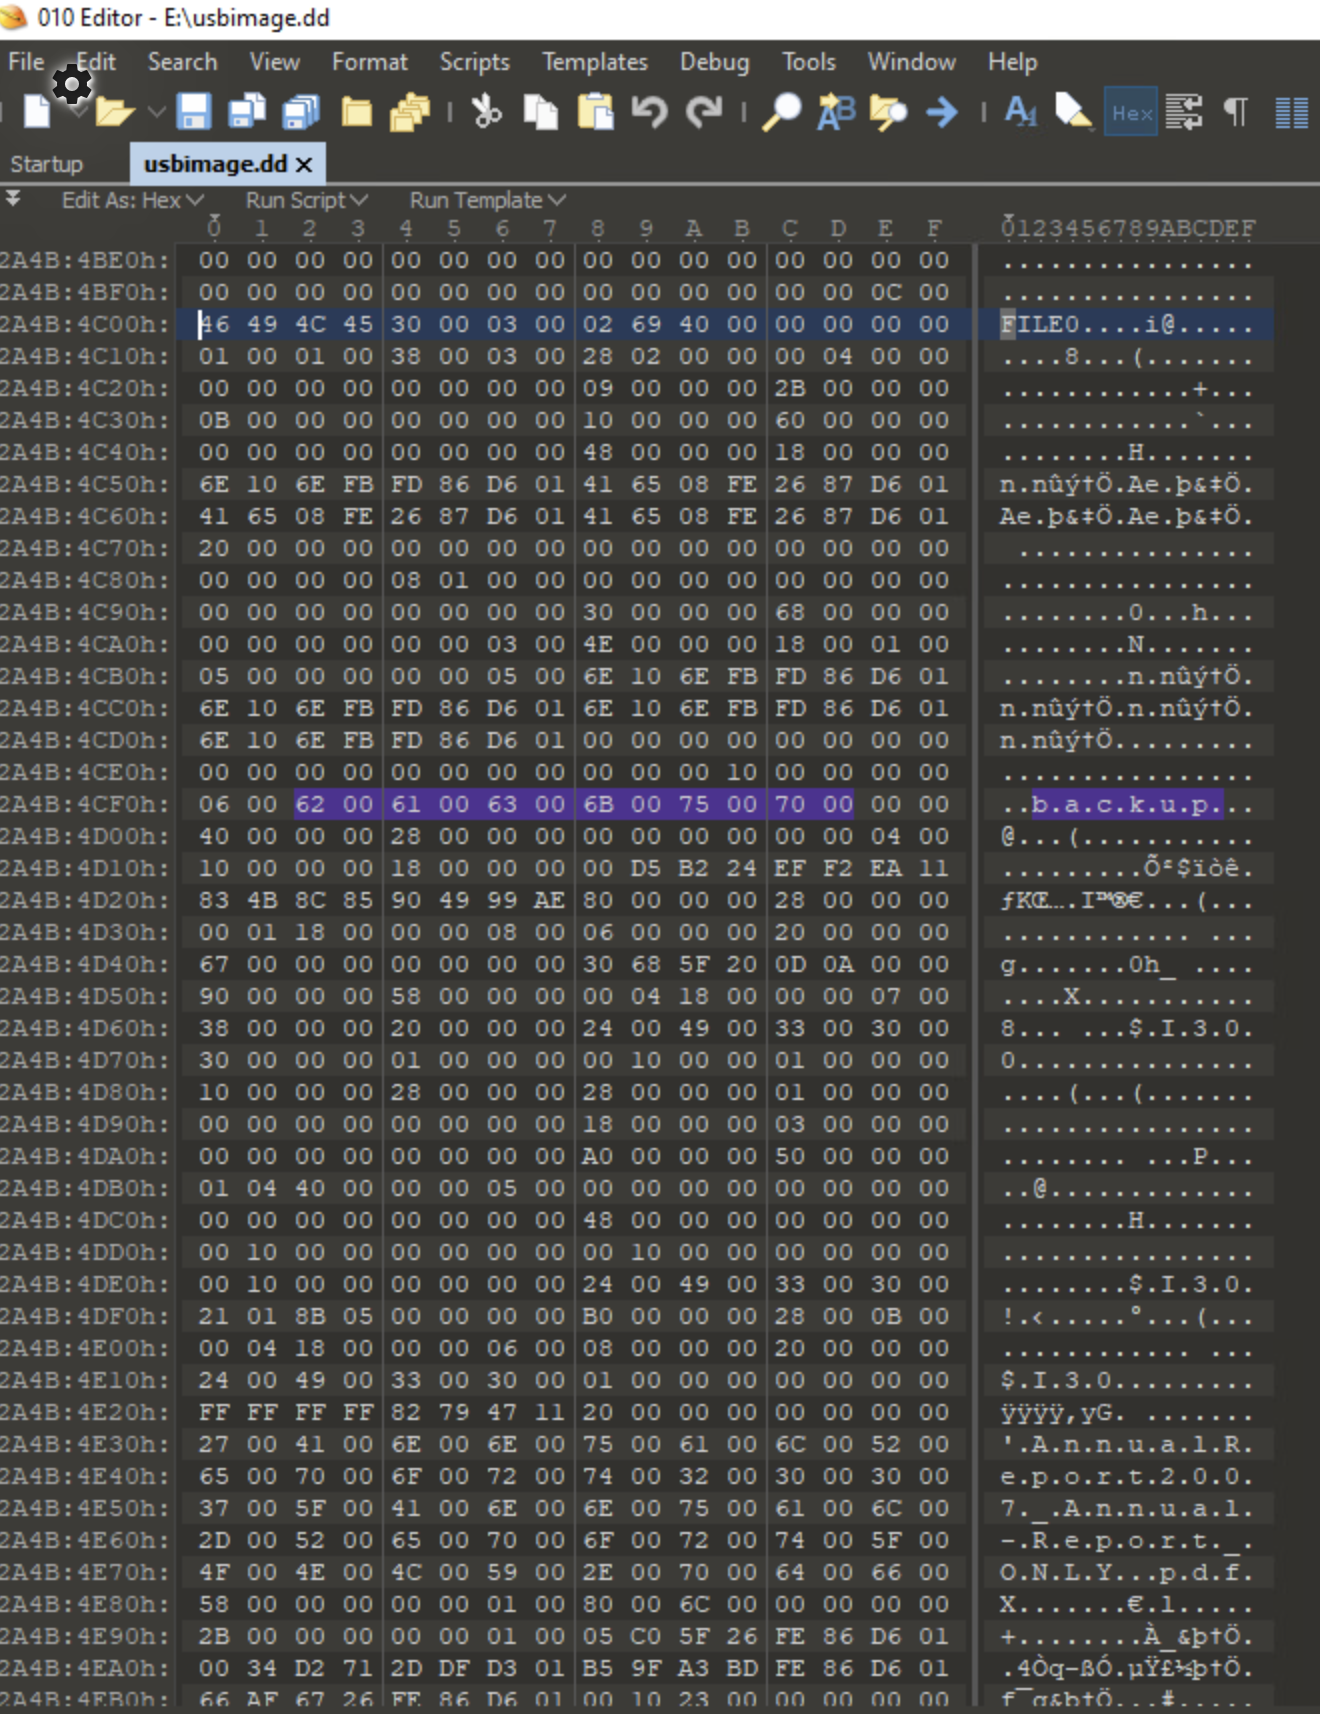 010 Editor - E:\usbimage.dd
File Edit Search View Format Scripts Templates Debug Tools Window Help
Hex
Startup usbimage.dd ×
Edit As: Hex Run Script Run Template
0 1 2 3 4 5 6 7 8 9 A B C D E F 0123456789ABCDEF
2A4B:4BE0h: 00 00 00 00 00 00 00 00 00 00 00 00 00 00 00 00 ................
2A4B:4BF0h: 00 00 00 00 00 00 00 00 00 00 00 00 00 00 0C 00 ................
2A4B:4C00h: 46 49 4C 45 30 00 03 00 02 69 40 00 00 00 00 00 FILE0....i@.....
2A4B:4C10h: 01 00 01 00 38 00 03 00 28 02 00 00 00 04 00 00 ....8...(.......
2A4B:4C20h: 00 00 00 00 00 00 00 00 09 00 00 00 2B 00 00 00 ............+...
2A4B:4C30h: 0B 00 00 00 00 00 00 00 10 00 00 00 60 00 00 00 ............`...
2A4B:4C40h: 00 00 00 00 00 00 00 00 48 00 00 00 18 00 00 00 ........H.......
2A4B:4C50h: 6E 10 6E FB FD 86 D6 01 41 65 08 FE 26 87 D6 01 n.nûý†Ö.Ae.þ&‡Ö.
2A4B:4C60h: 41 65 08 FE 26 87 D6 01 41 65 08 FE 26 87 D6 01 Ae.þ&‡Ö.Ae.þ&‡Ö.
2A4B:4C70h: 20 00 00 00 00 00 00 00 00 00 00 00 00 00 00 00  ...............
2A4B:4C80h: 00 00 00 00 08 01 00 00 00 00 00 00 00 00 00 00 ................
2A4B:4C90h: 00 00 00 00 00 00 00 00 30 00 00 00 68 00 00 00 ........0...h...
2A4B:4CA0h: 00 00 00 00 00 00 03 00 4E 00 00 00 18 00 01 00 ........N.......
2A4B:4CB0h: 05 00 00 00 00 00 05 00 6E 10 6E FB FD 86 D6 01 ........n.nûý†Ö.
2A4B:4CC0h: 6E 10 6E FB FD 86 D6 01 6E 10 6E FB FD 86 D6 01 n.nûý†Ö.n.nûý†Ö.
2A4B:4CD0h: 6E 10 6E FB FD 86 D6 01 00 00 00 00 00 00 00 00 n.nûý†Ö.........
2A4B:4CE0h: 00 00 00 00 00 00 00 00 00 00 00 10 00 00 00 00 ................
2A4B:4CF0h: 06 00 62 00 61 00 63 00 6B 00 75 00 70 00 00 00 ..b.a.c.k.u.p...
2A4B:4D00h: 40 00 00 00 28 00 00 00 00 00 00 00 00 00 04 00 @...(...........
2A4B:4D10h: 10 00 00 00 18 00 00 00 00 D5 B2 24 EF F2 EA 11 .........Õ²$ïòê.
2A4B:4D20h: 83 4B 8C 85 90 49 99 AE 80 00 00 00 28 00 00 00 ƒKŒ….I™®€...(...
2A4B:4D30h: 00 01 18 00 00 00 08 00 06 00 00 00 20 00 00 00 ............ ...
2A4B:4D40h: 67 00 00 00 00 00 00 00 30 68 5F 20 0D 0A 00 00 g.......0h_ ....
2A4B:4D50h: 90 00 00 00 58 00 00 00 00 04 18 00 00 00 07 00 ....X...........
2A4B:4D60h: 38 00 00 00 20 00 00 00 24 00 49 00 33 00 30 00 8... ...$.I.3.0.
2A4B:4D70h: 30 00 00 00 01 00 00 00 00 10 00 00 01 00 00 00 0...............
2A4B:4D80h: 10 00 00 00 28 00 00 00 28 00 00 00 01 00 00 00 ....(...(.......
2A4B:4D90h: 00 00 00 00 00 00 00 00 18 00 00 00 03 00 00 00 ................
2A4B:4DA0h: 00 00 00 00 00 00 00 00 A0 00 00 00 50 00 00 00 ........ ...P...
2A4B:4DB0h: 01 04 40 00 00 00 05 00 00 00 00 00 00 00 00 00 ..@.............
2A4B:4DC0h: 00 00 00 00 00 00 00 00 48 00 00 00 00 00 00 00 ........H.......
2A4B:4DD0h: 00 10 00 00 00 00 00 00 00 10 00 00 00 00 00 00 ................
2A4B:4DE0h: 00 10 00 00 00 00 00 00 24 00 49 00 33 00 30 00 ........$.I.3.0.
2A4B:4DF0h: 21 01 8B 05 00 00 00 00 B0 00 00 00 28 00 0B 00 !.‹.....°...(...
2A4B:4E00h: 00 04 18 00 00 00 06 00 08 00 00 00 20 00 00 00 ............ ...
2A4B:4E10h: 24 00 49 00 33 00 30 00 01 00 00 00 00 00 00 00 $.I.3.0.........
2A4B:4E20h: FF FF FF FF 82 79 47 11 20 00 00 00 00 00 00 00 ÿÿÿÿ‚yG. .......
2A4B:4E30h: 27 00 41 00 6E 00 6E 00 75 00 61 00 6C 00 52 00 '.A.n.n.u.a.l.R.
2A4B:4E40h: 65 00 70 00 6F 00 72 00 74 00 32 00 30 00 30 00 e.p.o.r.t.2.0.0.
2A4B:4E50h: 37 00 5F 00 41 00 6E 00 6E 00 75 00 61 00 6C 00 7._.A.n.n.u.a.l.
2A4B:4E60h: 2D 00 52 00 65 00 70 00 6F 00 72 00 74 00 5F 00 -.R.e.p.o.r.t._.
2A4B:4E70h: 4F 00 4E 00 4C 00 59 00 2E 00 70 00 64 00 66 00 O.N.L.Y...p.d.f.
2A4B:4E80h: 58 00 00 00 00 00 01 00 80 00 6C 00 00 00 00 00 X.......€.l.....
2A4B:4E90h: 2B 00 00 00 00 00 01 00 05 C0 5F 26 FE 86 D6 01 +........À_&þ†Ö.
2A4B:4EA0h: 00 34 D2 71 2D DF D3 01 B5 9F A3 BD FE 86 D6 01 .4Òq-ßÓ.µŸ£½þ†Ö.
2A4B:4EB0h: 66 AF 67 26 FE 86 D6 01 00 10 23 00 00 00 00 00 f¯g&þ†Ö...#.....